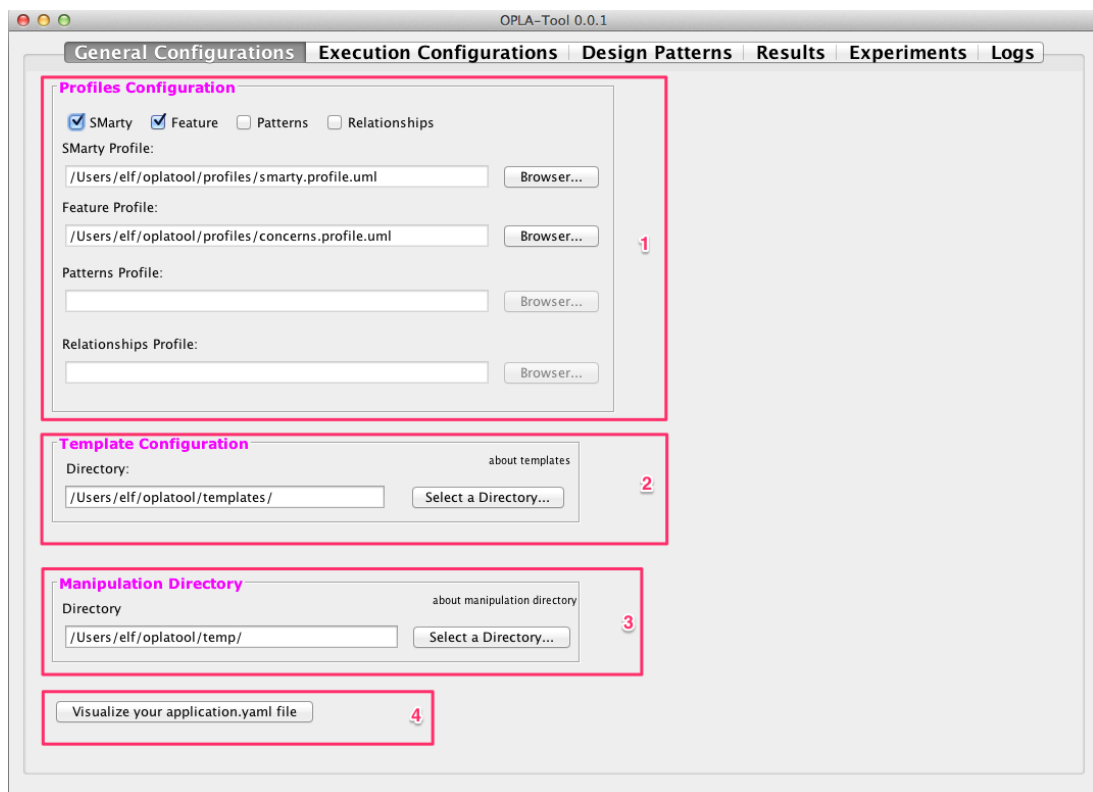 OPLA-Tool 0.0.1
General Configurations Execution Configurations Design Patterns Results Experiments Logs
Profiles Configuration
SMarty Feature Patterns Relationships
SMarty Profile:
/Users/elf/oplatool/profiles/smarty.profile.uml Browser...
Feature Profile:
/Users/elf/oplatool/profiles/concerns.profile.uml Browser...
1
Patterns Profile:
Browser...
Relationships Profile:
Browser...
Template Configuration
about templates
Directory:
2
/Users/elf/oplatool/templates/ Select a Directory...
Manipulation Directory
about manipulation directory
Directory
3
/Users/elf/oplatool/temp/ Select a Directory...
Visualize your application.yaml file 4